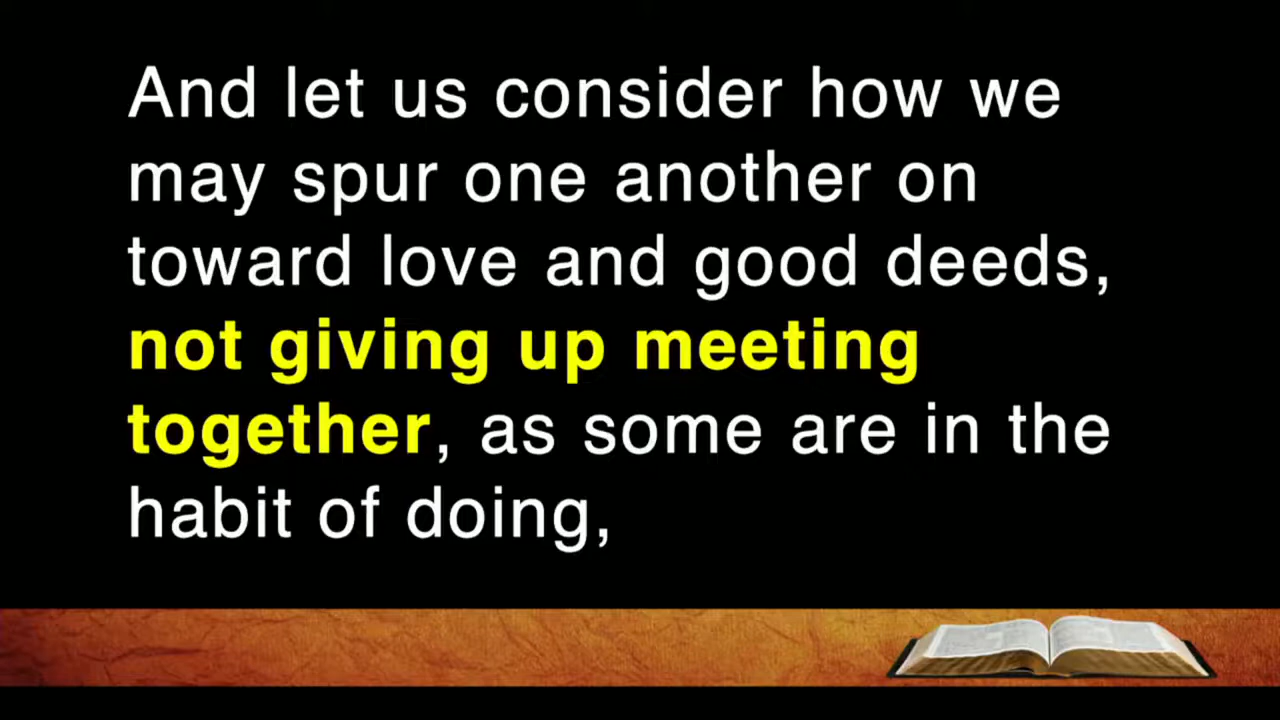 And let us consider how we
may spur one another on
toward love and good deeds,
not giving up meeting
together, as some are in the
habit of doing,